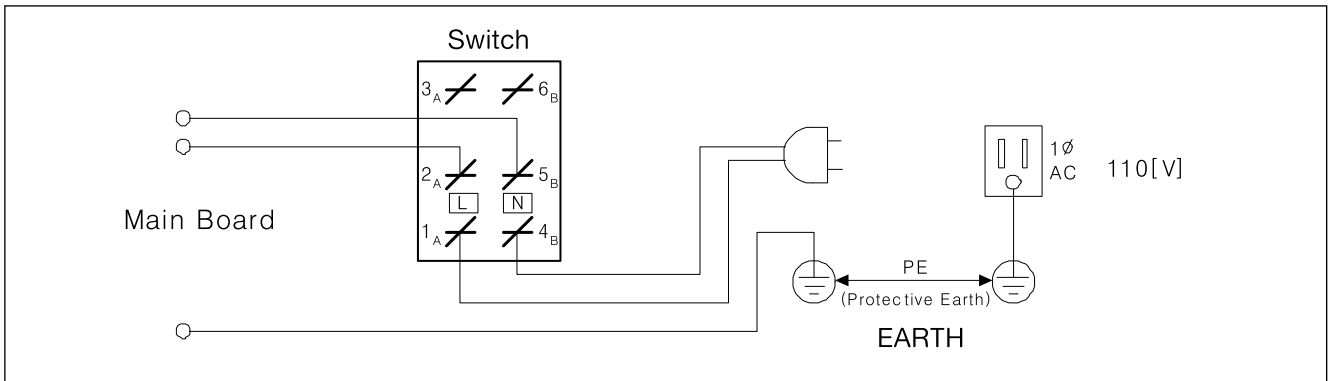 Switch
3A 6B
2A 5B
L N
1A 4B
Main Board
1Ø
AC 110[V]
PE
(Protective Earth)
EARTH